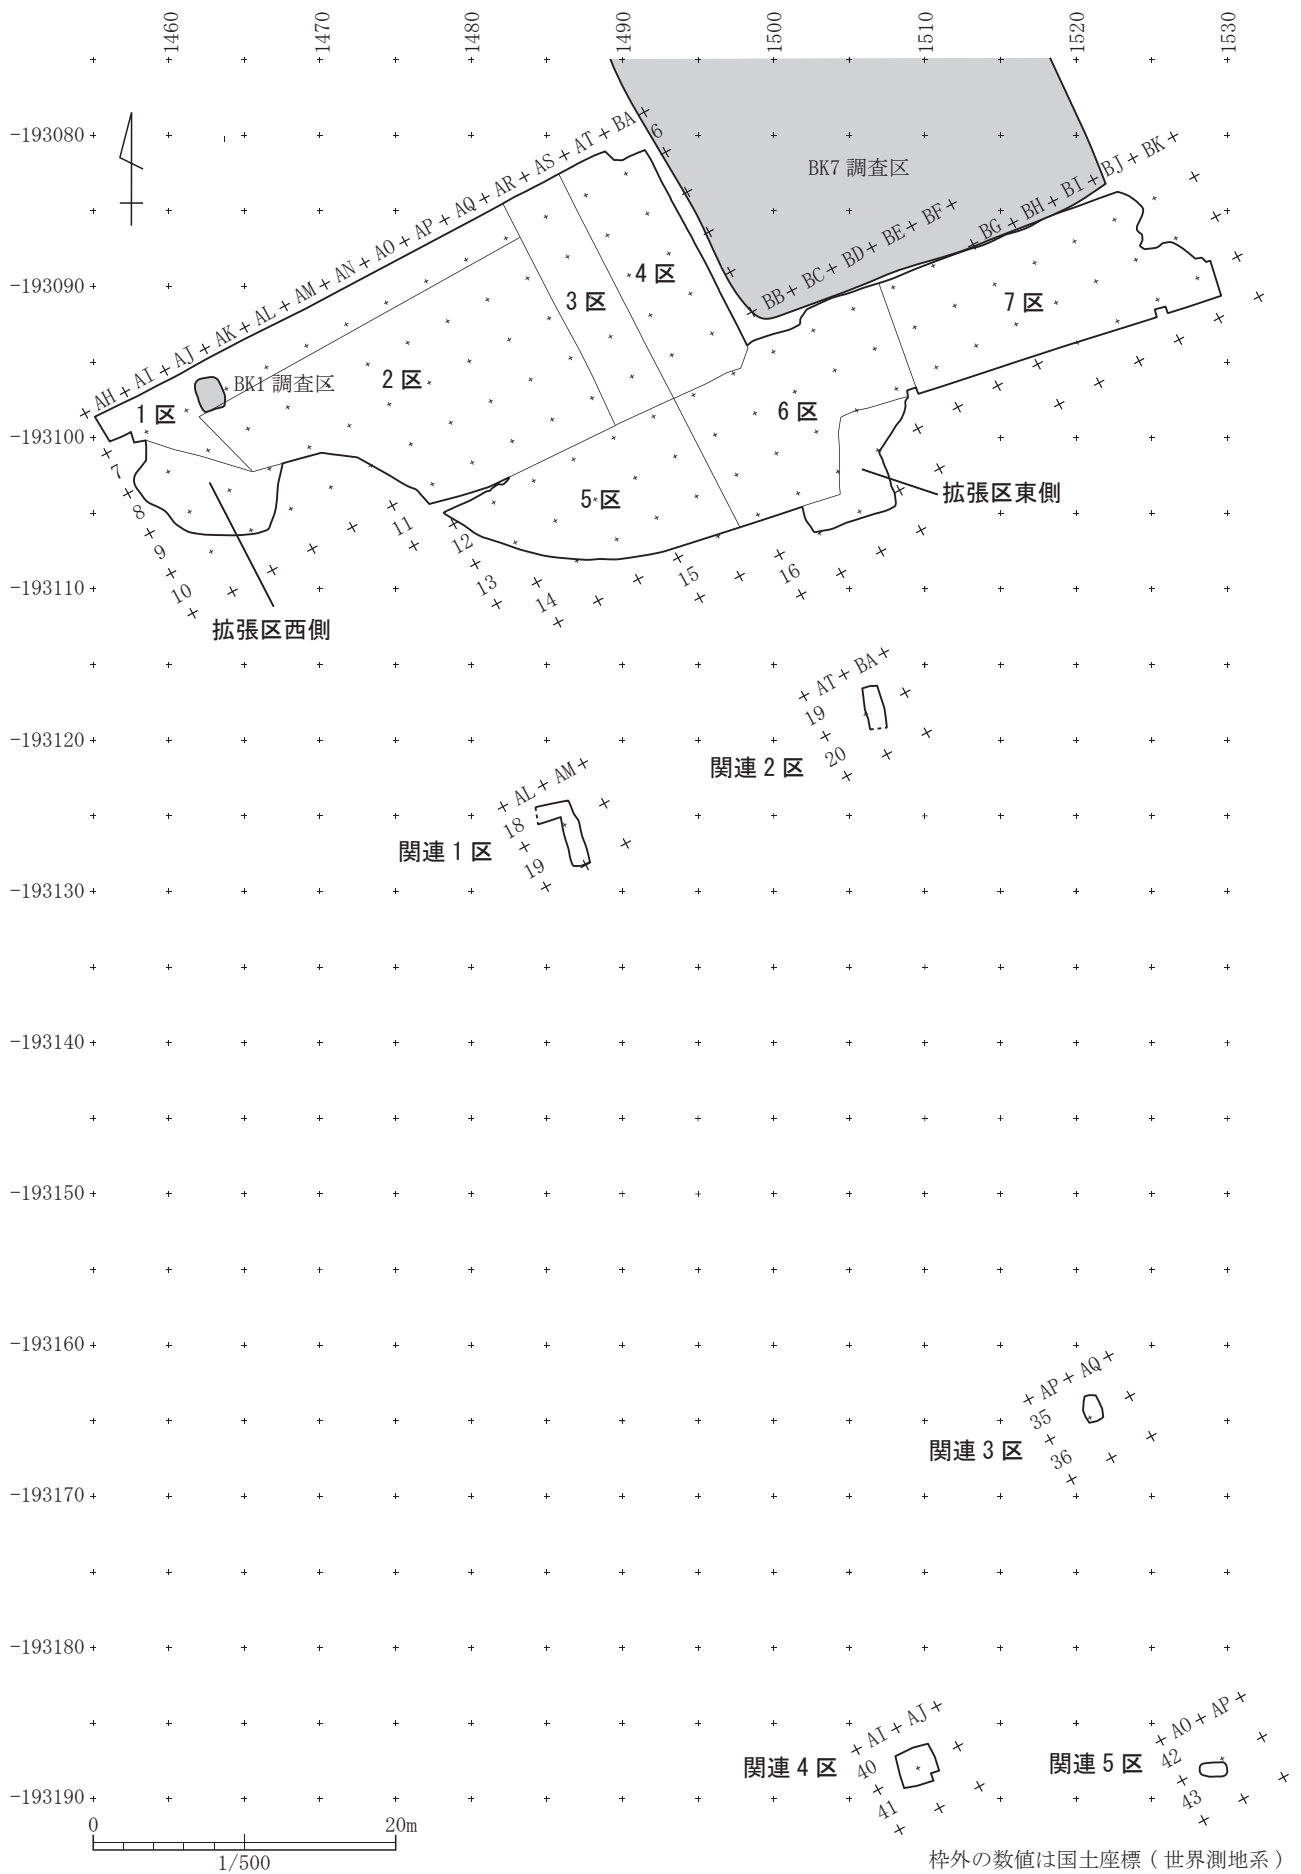 1460 1470 1480 1490 1500 1510 1520 1530
-193080
-193090
-193100
-193110
-193120
-193130
-193140
-193150
-193160
-193170
-193180
-193190
+ AH + AI + AJ + AK + AL + AM + AN + AO + AP + AQ + AR + AS + AT + BA +
6
BB + BC + BD + BE + BF +
+ BG + BH + BI + BJ + BK +
BK7 調査区
BK1 調査区
1 区
2 区
3 区
4 区
5 区
6 区
7 区
7
8
9
10
11
12
13
14
15
16
拡張区東側
拡張区西側
+ AT + BA +
19
20
関連 2 区
+ AL + AM +
18
19
関連 1 区
+ AP + AQ +
35
36
関連 3 区
+ AI + AJ +
40
41
関連 4 区
+ AO + AP +
42
43
関連 5 区
0 20m
1/500
枠外の数値は国土座標 ( 世界測地系 )